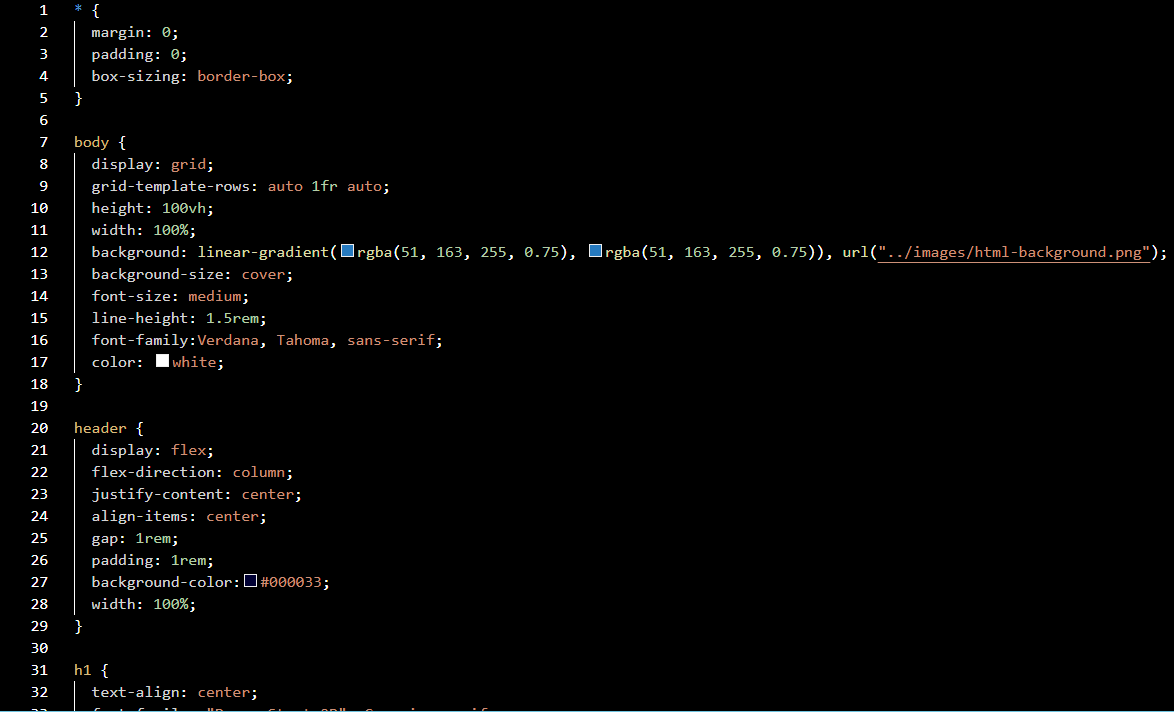 1 * {
2 margin: 0;
3 padding: 0;
4 box-sizing: border-box;
5 }
6
7 body {
8 display: grid;
9 grid-template-rows: auto 1fr auto;
10 height: 100vh;
11 width: 100%;
12 background: linear-gradient(rgba(51, 163, 255, 0.75), rgba(51, 163, 255, 0.75)), url("../images/html-background.png");
13 background-size: cover;
14 font-size: medium;
15 line-height: 1.5rem;
16 font-family:Verdana, Tahoma, sans-serif;
17 color: white;
18 }
19
20 header {
21 display: flex;
22 flex-direction: column;
23 justify-content: center;
24 align-items: center;
25 gap: 1rem;
26 padding: 1rem;
27 background-color:#000033;
28 width: 100%;
29 }
30
31 h1 {
32 text-align: center;